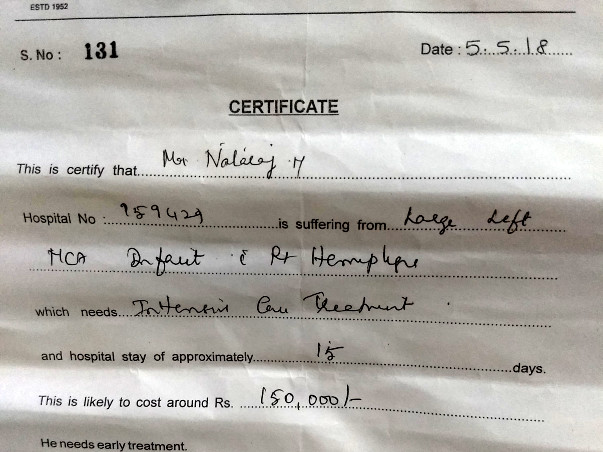 ESTD 1952
S. No : 131 Date : 5.5.18
CERTIFICATE
This is certify that Mr Nataraj M
Hospital No : 959429 is suffering from Large Left
MCA Infarct c Rt Hemiplegia
which needs Intensive Care Treatment
and hospital stay of approximately 15 days.
This is likely to cost around Rs. 150,000/-
He needs early treatment.